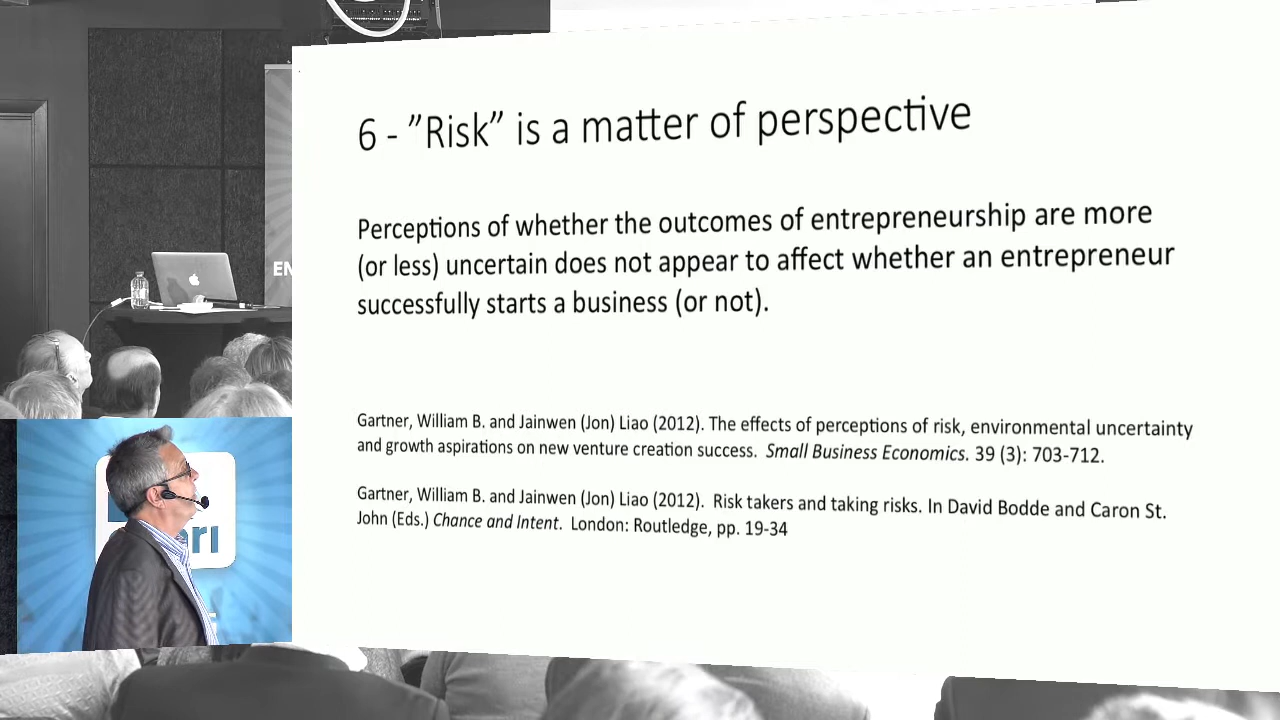 6 - ”Risk” is a matter of perspective
Perceptions of whether the outcomes of entrepreneurship are more
(or less) uncertain does not appear to affect whether an entrepreneur
successfully starts a business (or not).
Gartner, William B. and Jainwen (Jon) Liao (2012). The effects of perceptions of risk, environmental uncertainty
and growth aspirations on new venture creation success. Small Business Economics. 39 (3): 703-712.
Gartner, William B. and Jainwen (Jon) Liao (2012). Risk takers and taking risks. In David Bodde and Caron St.
John (Eds.) Chance and Intent. London: Routledge, pp. 19-34
EN